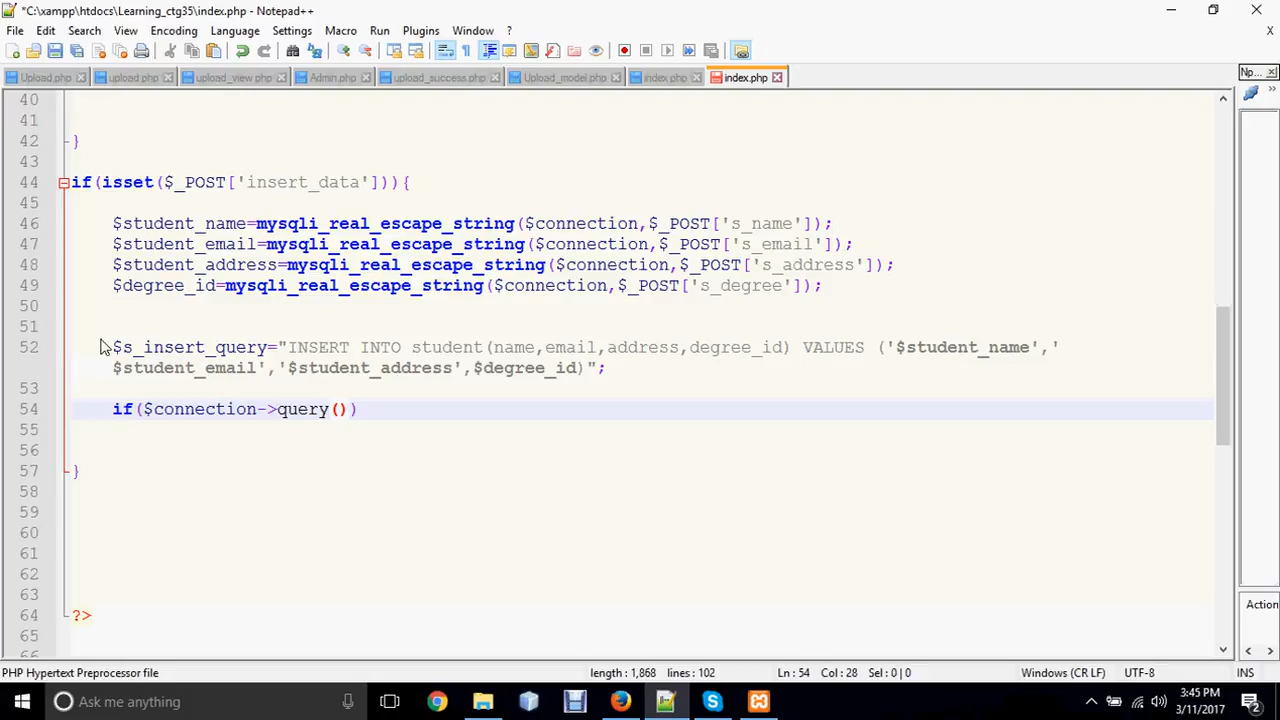 *C:\xampp\htdocs\Learning_ctg35\index.php - Notepad++
File Edit Search View Encoding Language Settings Macro Run Plugins Window ? X
Upload.php upload.php upload_view.php Admin.php upload_success.php Upload_model.php index.php index.php Np...
40
41
42 }
43
44 if(isset($_POST['insert_data'])){
45
46 $student_name=mysqli_real_escape_string($connection,$_POST['s_name']);
47 $student_email=mysqli_real_escape_string($connection,$_POST['s_email']);
48 $student_address=mysqli_real_escape_string($connection,$_POST['s_address']);
49 $degree_id=mysqli_real_escape_string($connection,$_POST['s_degree']);
50
51
52 $s_insert_query="INSERT INTO student(name,email,address,degree_id) VALUES ('$student_name','
$student_email','$student_address',$degree_id)";
53
54 if($connection->query())
55
56
57 }
58
59
60
61
62
63
64 ?>
65
Action
PHP Hypertext Preprocessor file length : 1,868 lines : 102 Ln : 54 Col : 28 Sel : 0 | 0 Windows (CR LF) UTF-8 INS
Ask me anything 3:45 PM
3/11/2017 2